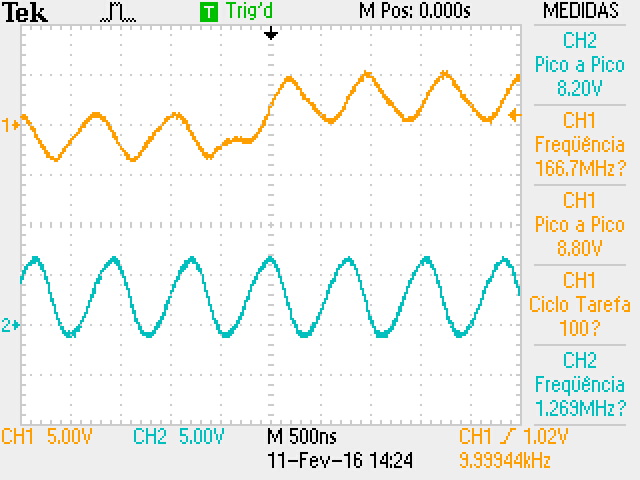 Tek T Trig'd M Pos: 0.000s MEDIDAS
CH2
Pico a Pico
8.20V
CH1
Freqüência
166.7MHz?
CH1
Pico a Pico
8.80V
CH1
Ciclo Tarefa
100?
CH2
Freqüência
1.269MHz?
1
2
CH1 5.00V CH2 5.00V M 500ns CH1 1.02V
11-Fev-16 14:24 9.99944kHz